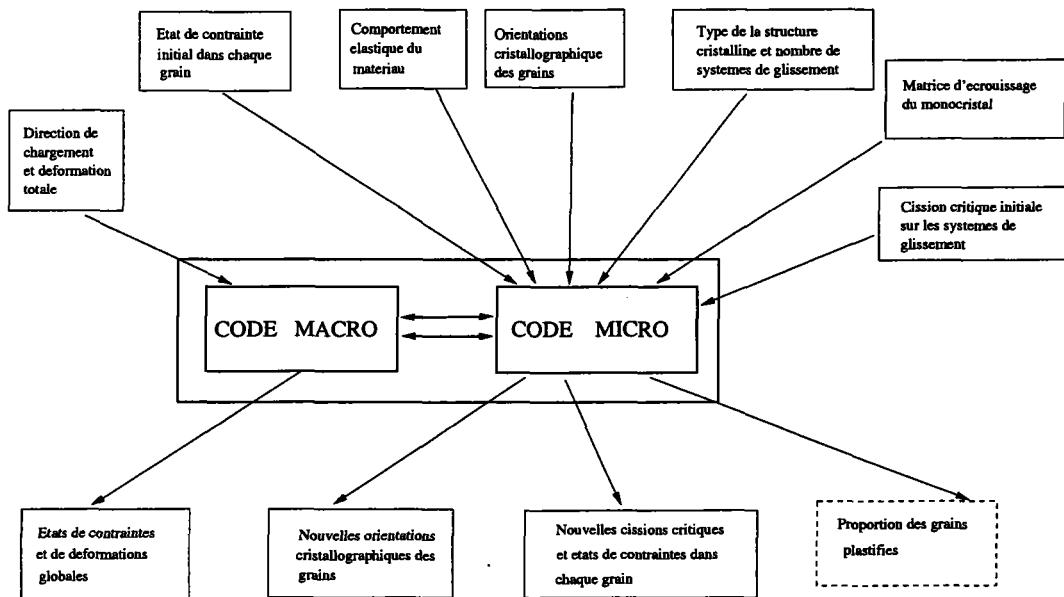 Etat de contrainte
initial dans chaque
grain
Comportement
elastique du
materiau
Orientations
cristallographique
des grains
Type de la structure
cristalline et nombre de
systemes de glissement
Matrice d'ecrouissage
du monocristal
Direction de
chargement
et deformation
totale
Cission critique initiale
sur les systemes de
glissement
CODE MACRO
CODE MICRO
Etats de contraintes
et de deformations
globales
Nouvelles orientations
cristallographiques des
grains
Nouvelles cissions critiques
et etats de contraintes dans
chaque grain
Proportion des grains
plastifies